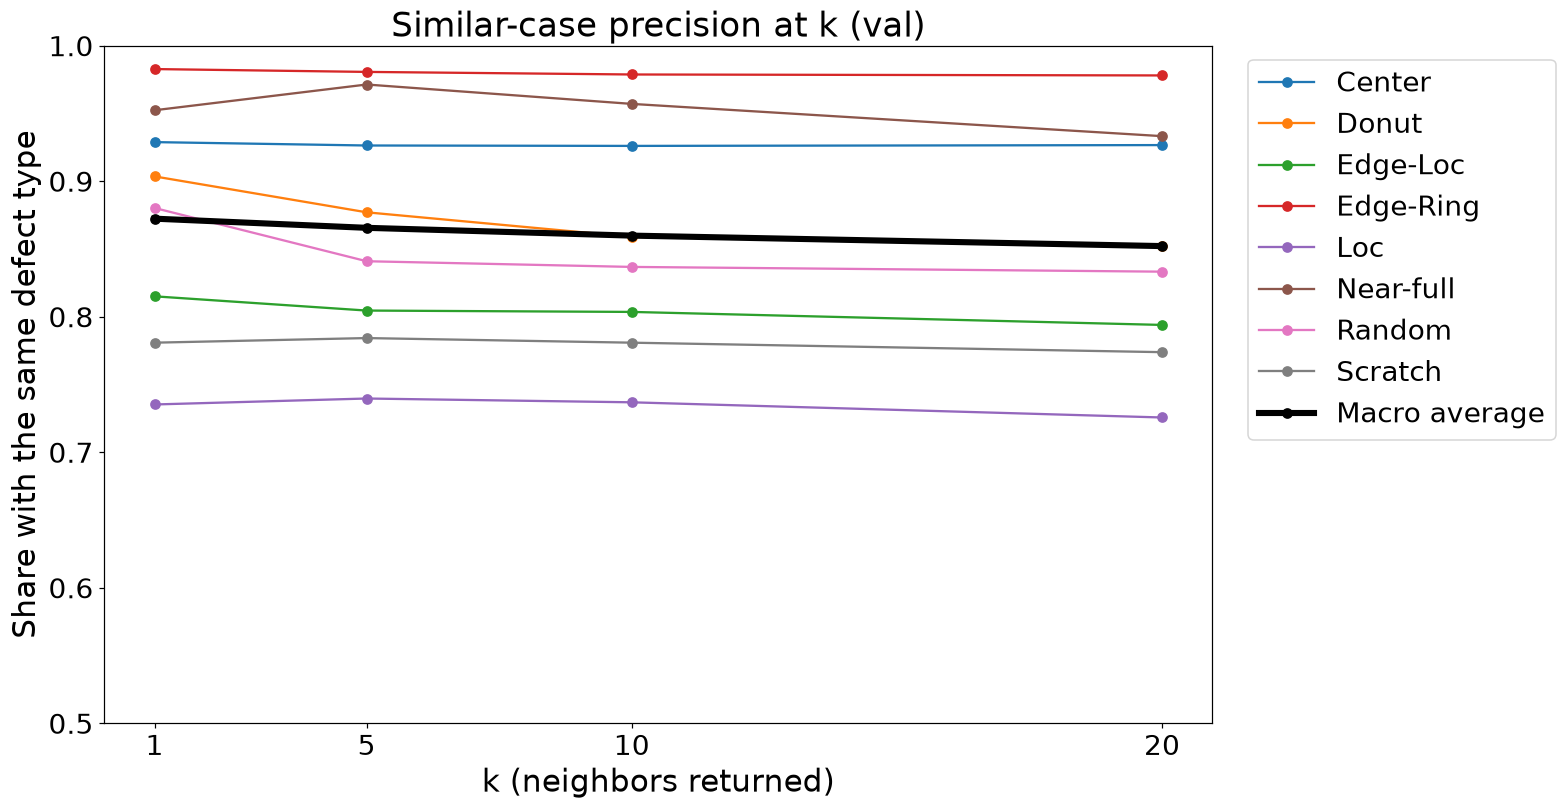 Similar-case precision at k (val)
Share with the same defect type
1.0
0.9
0.8
0.7
0.6
0.5
1
5
10
20
k (neighbors returned)
Center
Donut
Edge-Loc
Edge-Ring
Loc
Near-full
Random
Scratch
Macro average